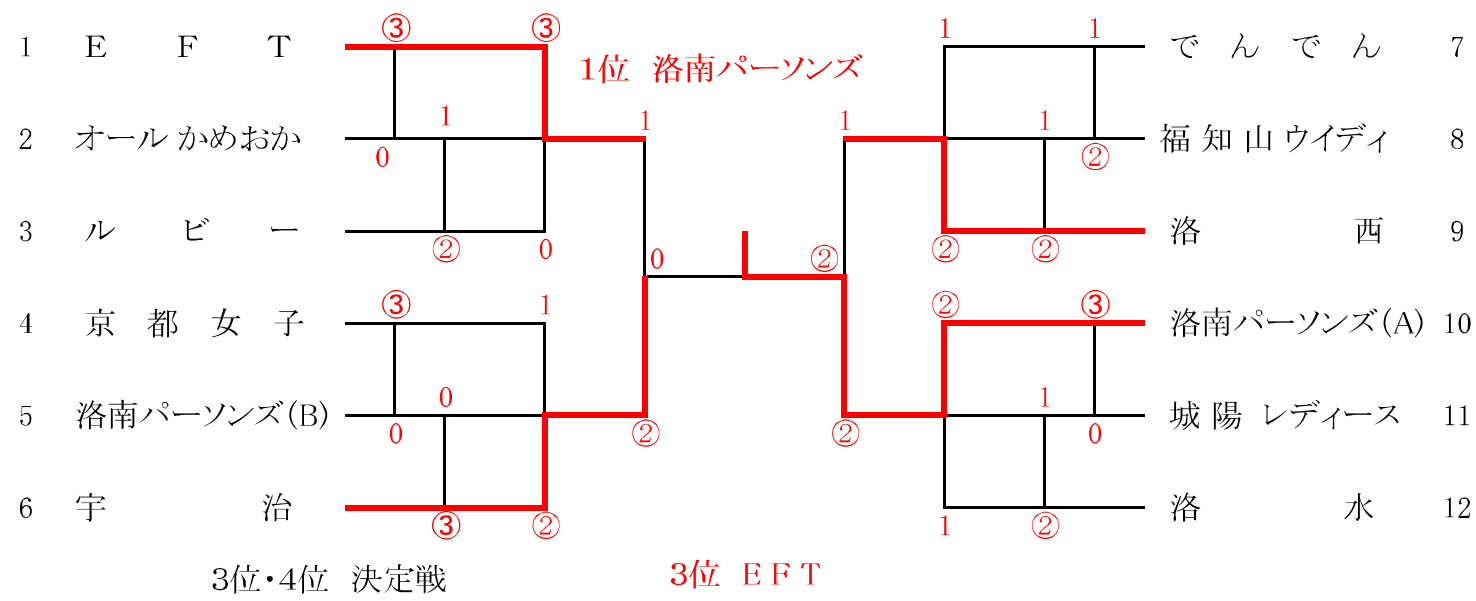 ③ ③ 1 1
1 E F T でんでん 7
1位 洛南パーソンズ
1 1 1 1
2 オールかめおか 福知山ウイディ 8
0 ②
3 ルビー 洛西 9
② 0 ② ②
0 ②
③ 1 ② ③
4 京都女子 洛南パーソンズ(A) 10
0 1
5 洛南パーソンズ(B) 城陽レディース 11
0 ② ② 0
6 宇治 洛水 12
③ ② 1 ②
3位・4位 決定戦 3位 EFT